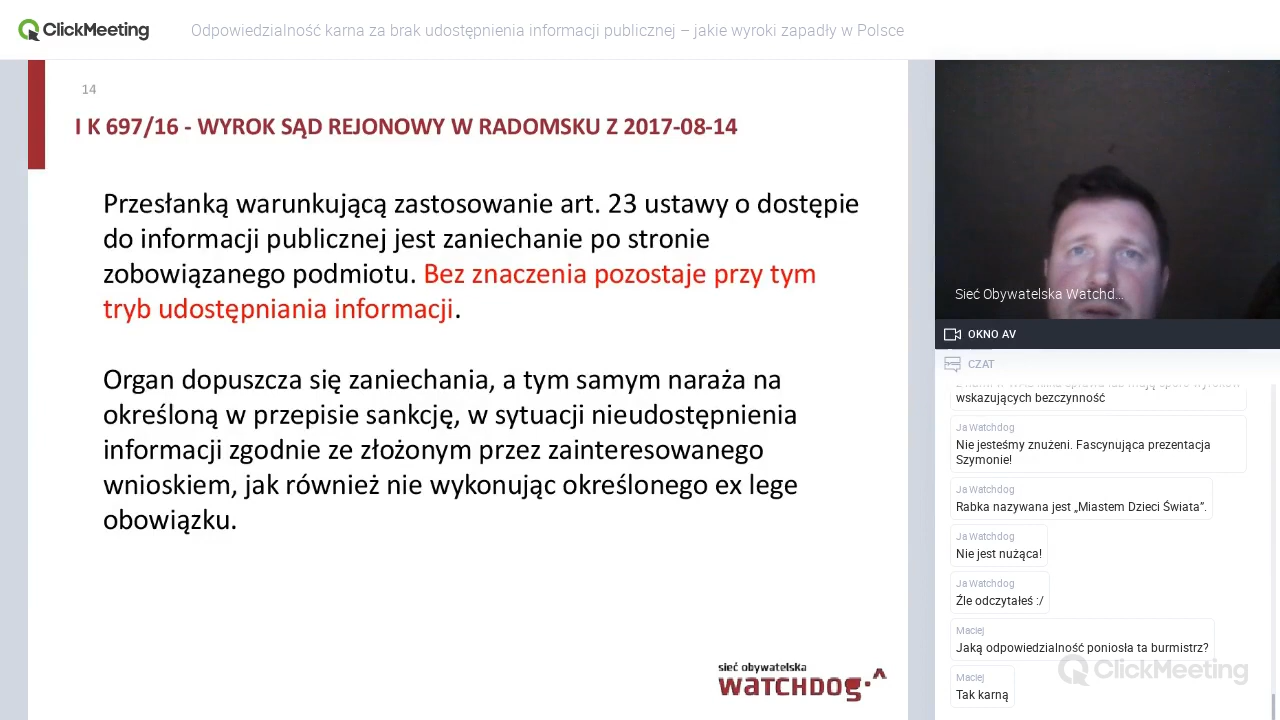 ClickMeeting
Odpowiedzialność karna za brak udostępnienia informacji publicznej – jakie wyroki zapadły w Polsce
14
I K 697/16 - WYROK SĄD REJONOWY W RADOMSKU Z 2017-08-14
Przesłanką warunkującą zastosowanie art. 23 ustawy o dostępie
do informacji publicznej jest zaniechanie po stronie
zobowiązanego podmiotu. Bez znaczenia pozostaje przy tym
tryb udostępniania informacji.
Organ dopuszcza się zaniechania, a tym samym naraża na
określoną w przepisie sankcję, w sytuacji nieudostępnienia
informacji zgodnie ze złożonym przez zainteresowanego
wnioskiem, jak również nie wykonując określonego ex lege
obowiązku.
sieć obywatelska
WATCHDOG
Sieć Obywatelska Watchd...
OKNO AV
CZAT
wskazujących bezczynność
Ja Watchdog
Nie jesteśmy znużeni. Fascynująca prezentacja
Szymonie!
Ja Watchdog
Rabka nazywana jest „Miastem Dzieci Świata”.
Ja Watchdog
Nie jest nużąca!
Ja Watchdog
Źle odczytałeś :/
Maciej
Jaką odpowiedzialność poniosła ta burmistrz?
Maciej
Tak karną
ClickMeeting